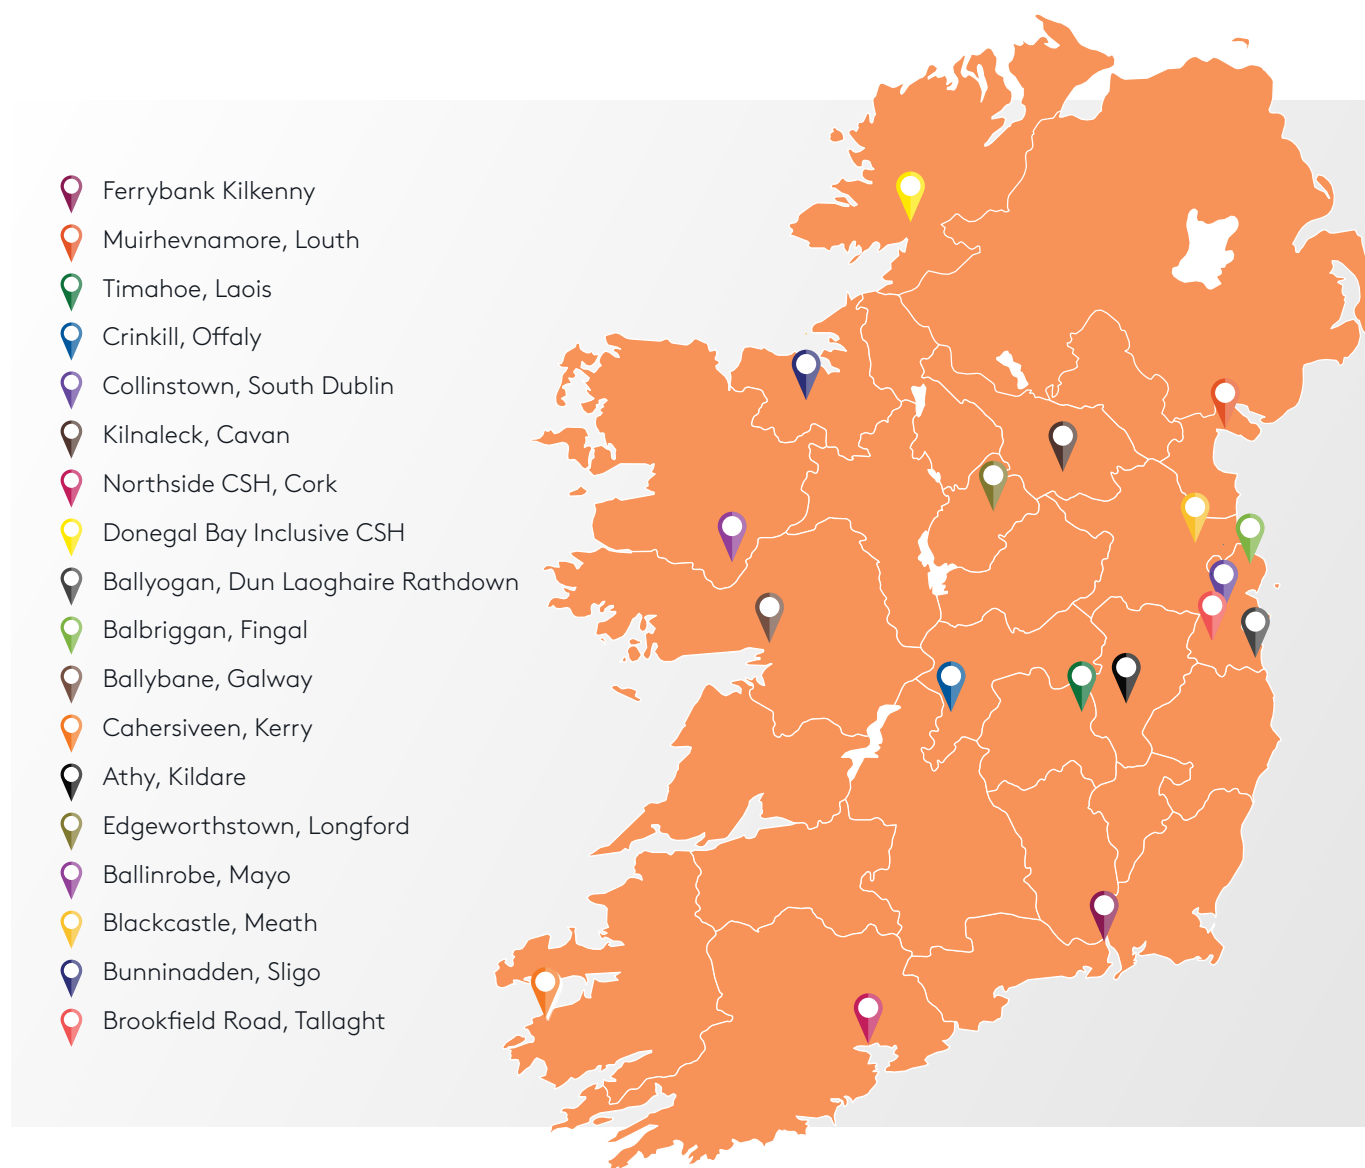 Ferrybank Kilkenny
Muirhevnamore, Louth
Timahoe, Laois
Crinkill, Offaly
Collinstown, South Dublin
Kilnaleck, Cavan
Northside CSH, Cork
Donegal Bay Inclusive CSH
Ballyogan, Dun Laoghaire Rathdown
Balbriggan, Fingal
Ballybane, Galway
Cahersiveen, Kerry
Athy, Kildare
Edgeworthstown, Longford
Ballinrobe, Mayo
Blackcastle, Meath
Bunninadden, Sligo
Brookfield Road, Tallaght